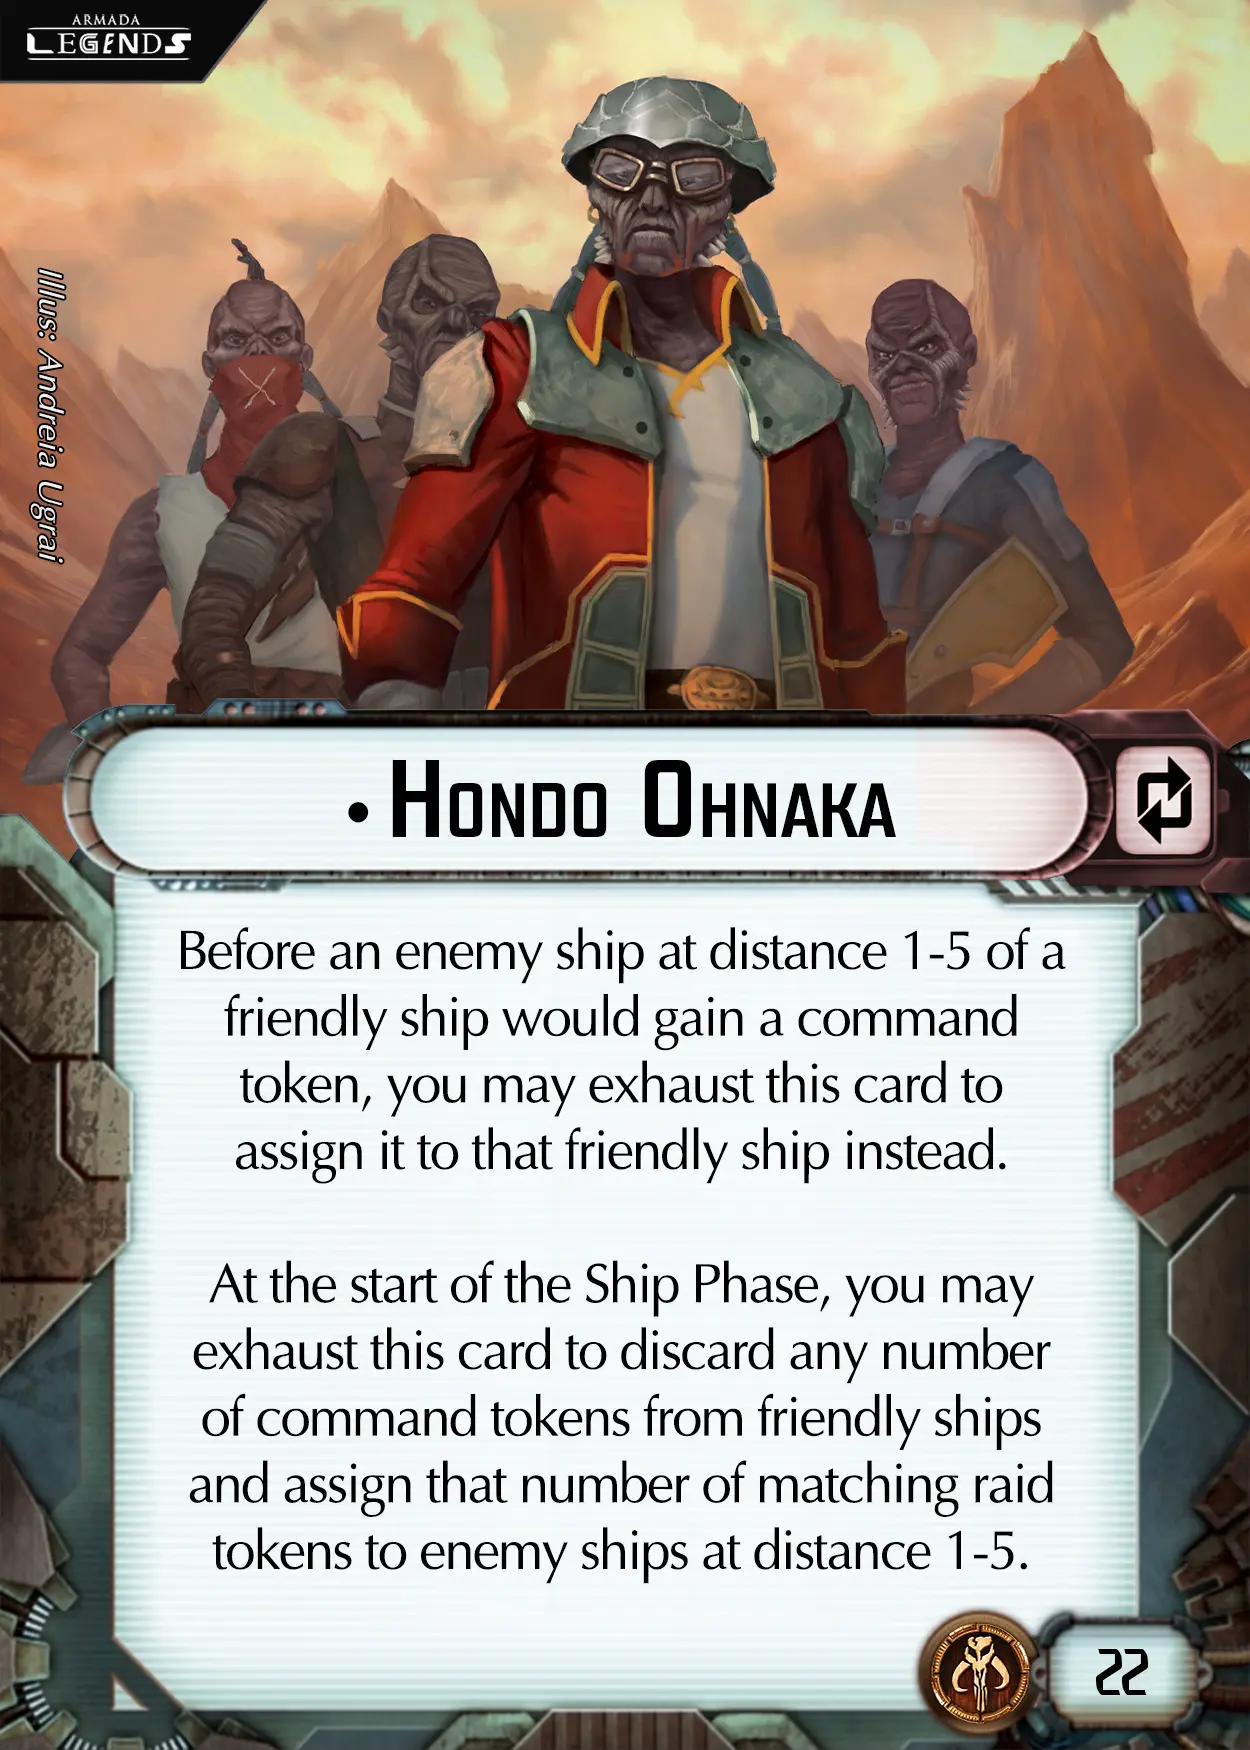 ARMADA
LEGENDS
Illus: Andreia Ugrai
• Hondo Ohnaka
Before an enemy ship at distance 1-5 of a
friendly ship would gain a command
token, you may exhaust this card to
assign it to that friendly ship instead.
At the start of the Ship Phase, you may
exhaust this card to discard any number
of command tokens from friendly ships
and assign that number of matching raid
tokens to enemy ships at distance 1-5.
22